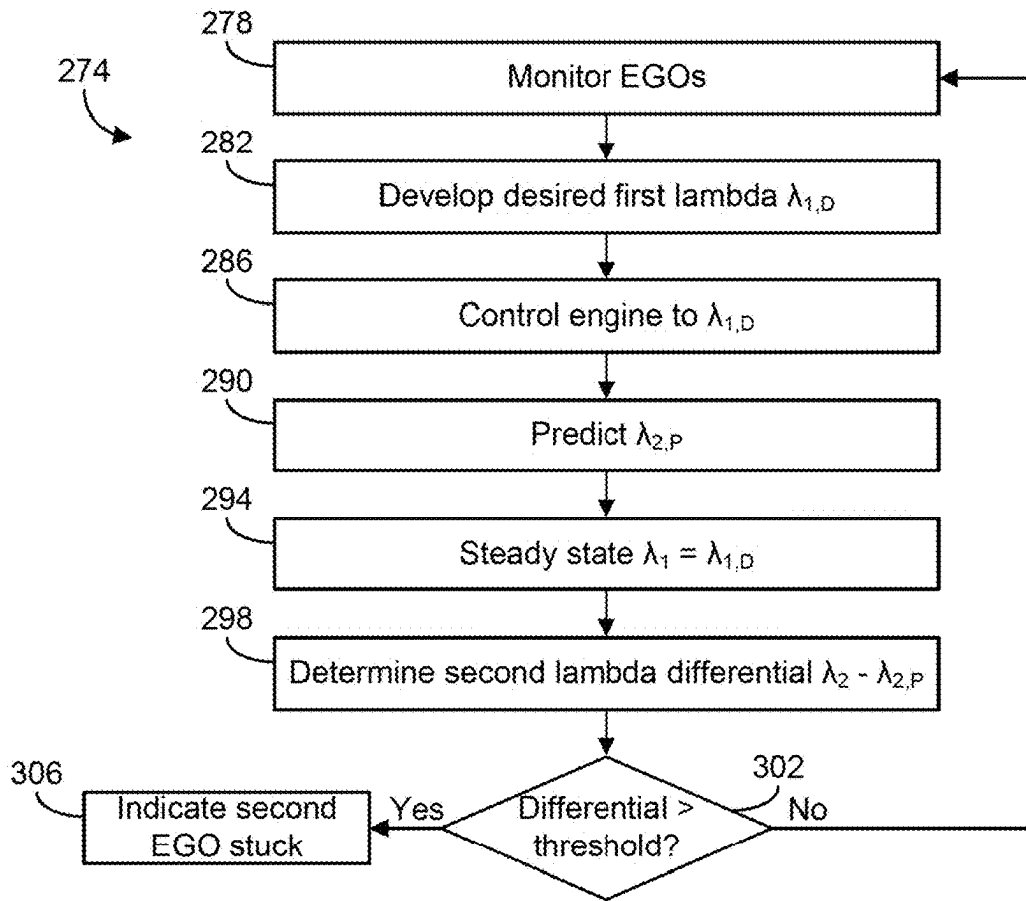 278
Monitor EGOs
274
282
Develop desired first lambda λ1,D
286
Control engine to λ1,D
290
Predict λ2,P
294
Steady state λ1 = λ1,D
298
Determine second lambda differential λ2 - λ2,P
306
Indicate second
EGO stuck
Yes
Differential >
threshold?
302
No